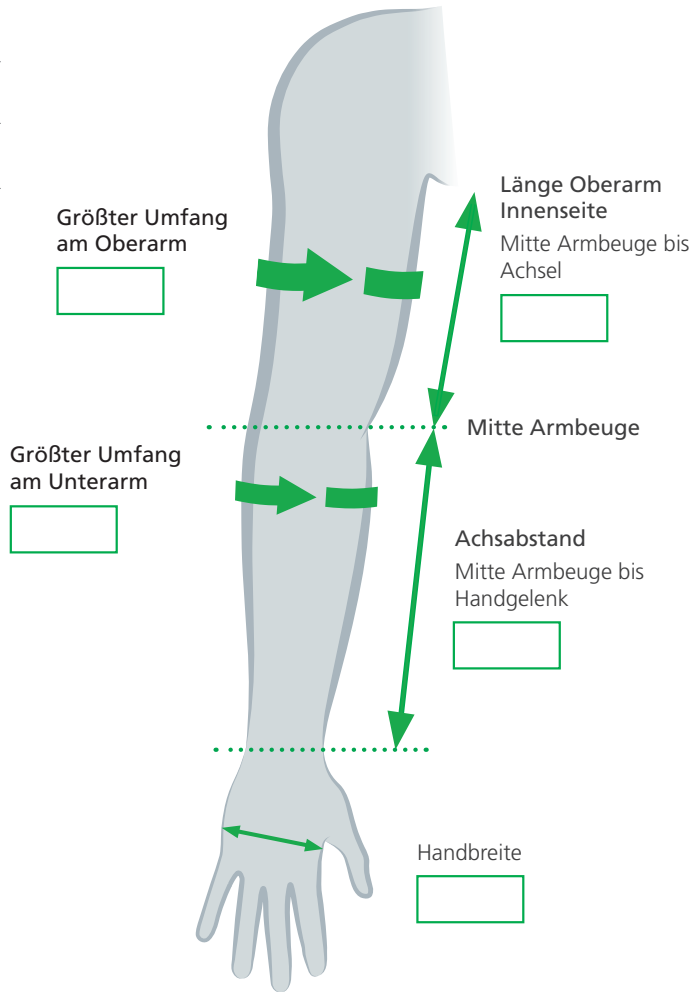 Länge Oberarm
Innenseite
Mitte Armbeuge bis
Achsel
Größter Umfang
am Oberarm
Mitte Armbeuge
Größter Umfang
am Unterarm
Achsabstand
Mitte Armbeuge bis
Handgelenk
Handbreite